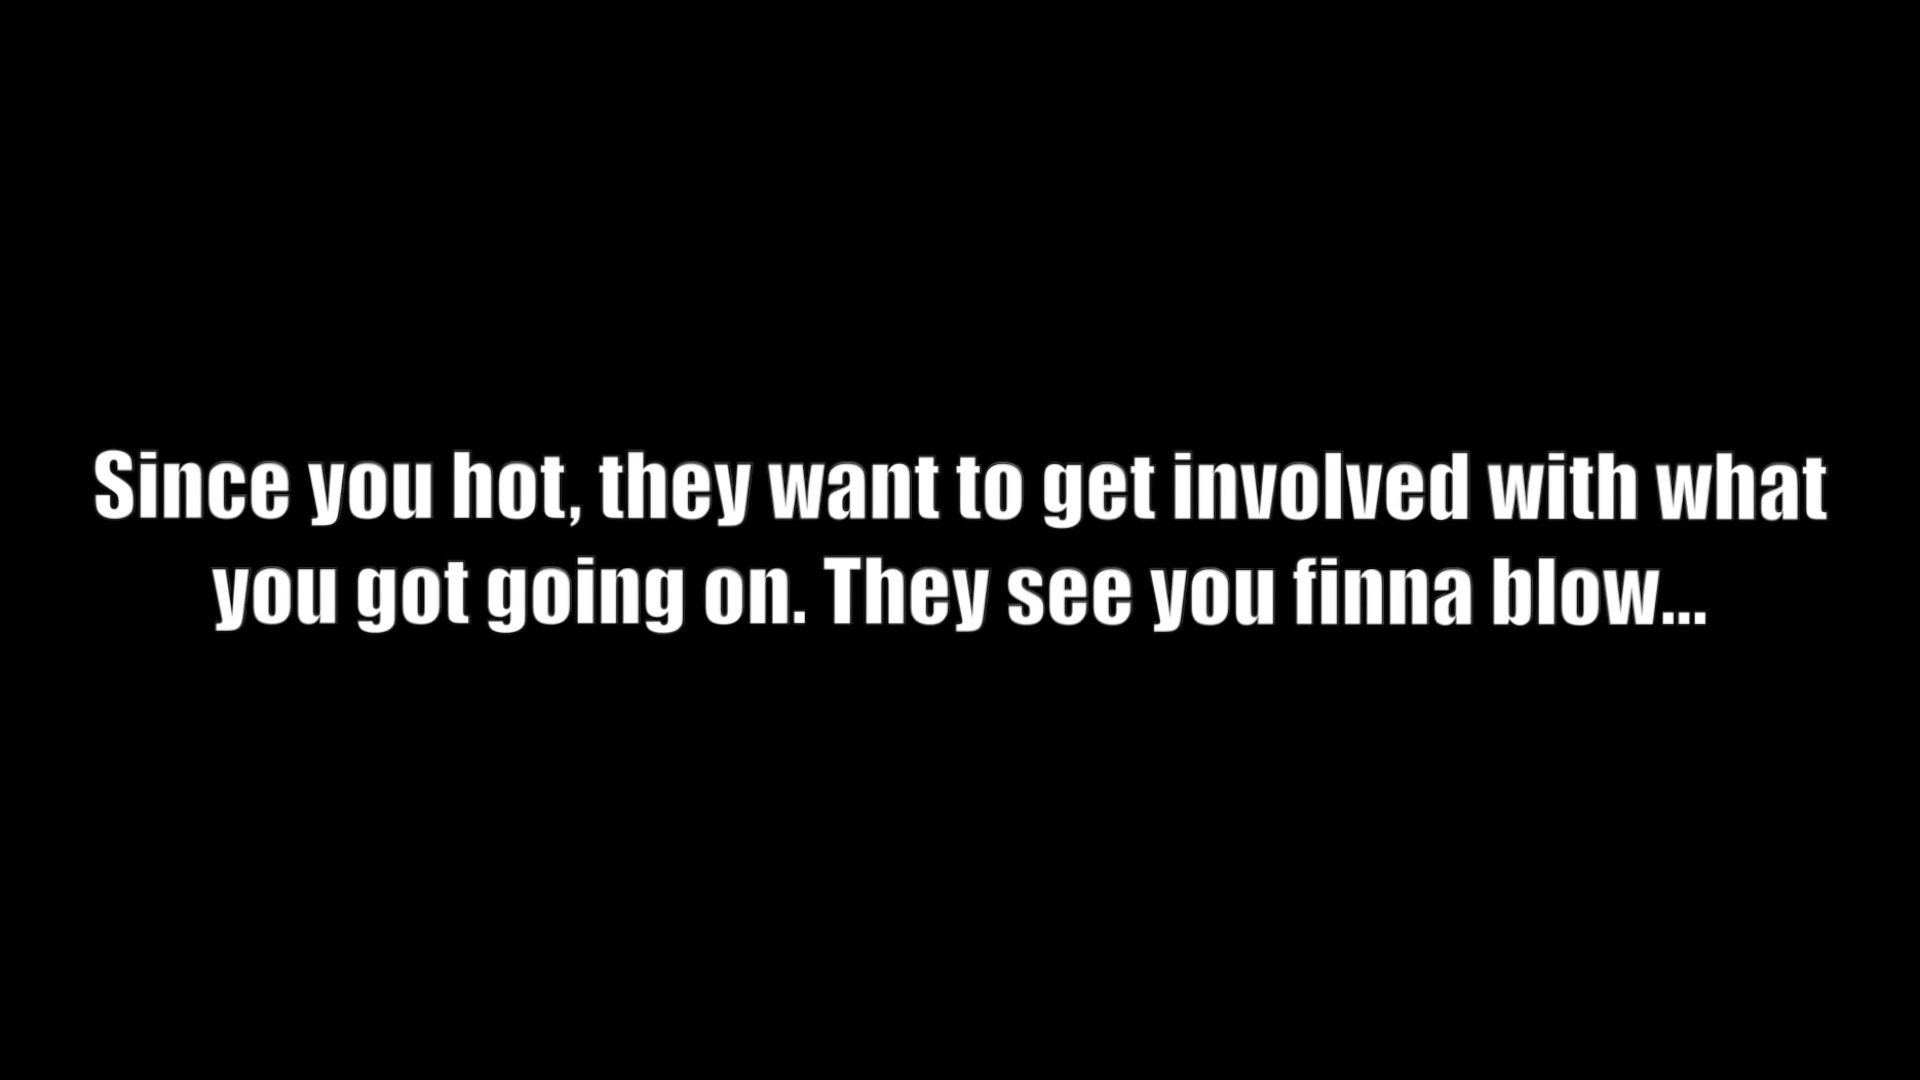 Since you hot, they want to get involved with what
you got going on. They see you finna blow...